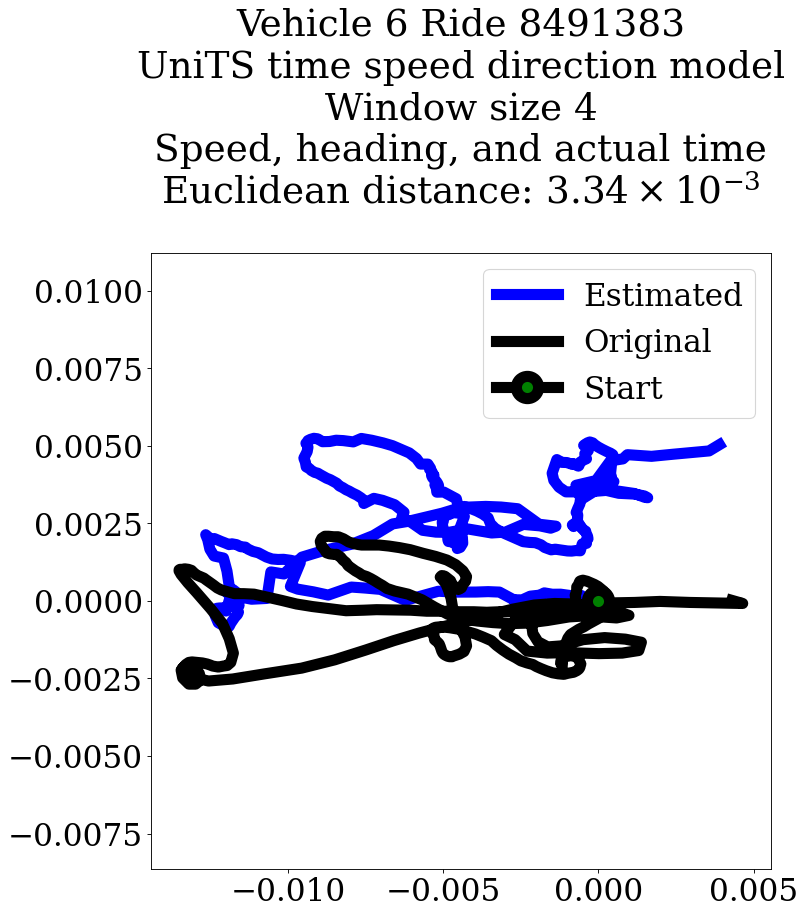 Vehicle 6 Ride 8491383
UniTS time speed direction model
Window size 4
Speed, heading, and actual time
Euclidean distance: 3.34 × 10⁻³
Estimated
Original
Start
0.0100
0.0075
0.0050
0.0025
0.0000
−0.0025
−0.0050
−0.0075
−0.010 −0.005 0.000 0.005